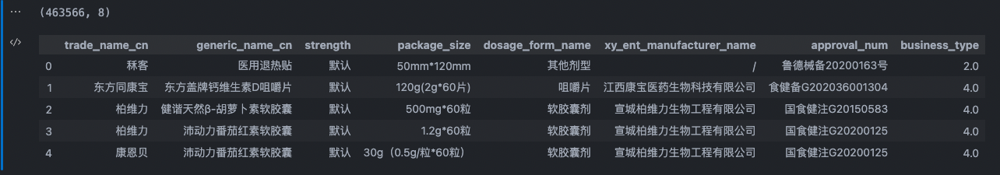 (463566, 8)
trade_name_cn generic_name_cn strength package_size dosage_form_name xy_ent_manufacturer_name approval_num business_type
0 秝客 医用退热贴 默认 50mm*120mm 其他剂型 / 鲁德械备20200163号 2.0
1 东方同康宝 东方盖牌钙维生素D咀嚼片 默认 120g(2g*60片) 咀嚼片 江西康宝医药生物科技有限公司 食健备G202036001304 4.0
2 柏维力 健谐天然β-胡萝卜素软胶囊 默认 500mg*60粒 软胶囊剂 宣城柏维力生物工程有限公司 国食健注G20150583 4.0
3 柏维力 沛动力番茄红素软胶囊 默认 1.2g*60粒 软胶囊剂 宣城柏维力生物工程有限公司 国食健注G20200125 4.0
4 康恩贝 沛动力番茄红素软胶囊 默认 30g（0.5g/粒*60粒） 软胶囊剂 宣城柏维力生物工程有限公司 国食健注G20200125 4.0